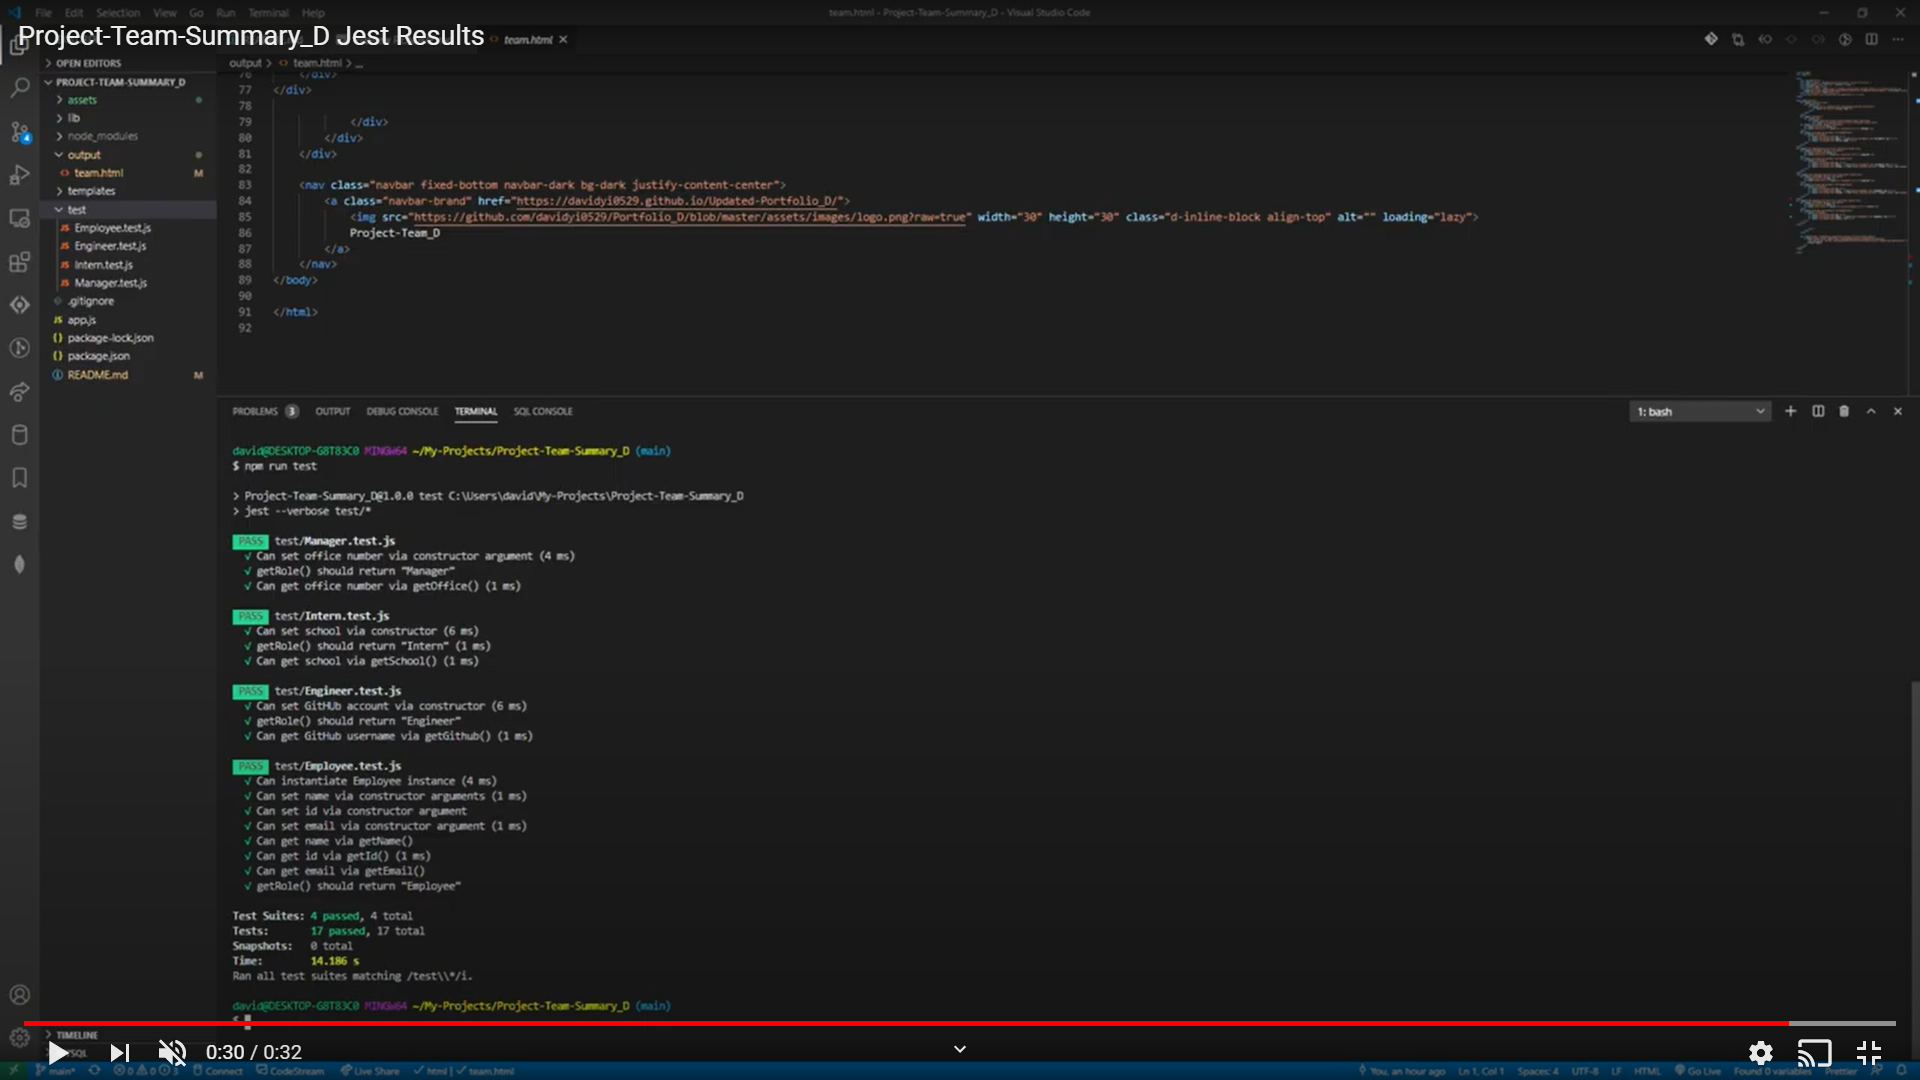 File Edit Selection View Go Run Terminal Help
team.html - Project-Team-Summary_D - Visual Studio Code
Project-Team-Summary_D Jest Results
team.html
OPEN EDITORS
output > team.html > ...
PROJECT-TEAM-SUMMARY_D
assets
lib
node_modules
output
team.html M
templates
test
Employee.test.js
Engineer.test.js
Intern.test.js
Manager.test.js
.gitignore
app.js
package-lock.json
package.json
README.md M
76 </div>
77 </div>
78
79 </div>
80 </div>
81 </div>
82
83 <nav class="navbar fixed-bottom navbar-dark bg-dark justify-content-center">
84 <a class="navbar-brand" href="https://davidyi0529.github.io/Updated-Portfolio_D/">
85 <img src="https://github.com/davidyi0529/Portfolio_D/blob/master/assets/images/logo.png?raw=true" width="30" height="30" class="d-inline-block align-top" alt="" loading="lazy">
86 Project-Team_D
87 </a>
88 </nav>
89 </body>
90
91 </html>
92
PROBLEMS 3 OUTPUT DEBUG CONSOLE TERMINAL SQL CONSOLE
1: bash
david@DESKTOP-G8T83C0 MINGW64 ~/My-Projects/Project-Team-Summary_D (main)
$ npm run test
> Project-Team-Summary_D@1.0.0 test C:\Users\david\My-Projects\Project-Team-Summary_D
> jest --verbose test/*
PASS test/Manager.test.js
√ Can set office number via constructor argument (4 ms)
√ getRole() should return "Manager"
√ Can get office number via getOffice() (1 ms)
PASS test/Intern.test.js
√ Can set school via constructor (6 ms)
√ getRole() should return "Intern" (1 ms)
√ Can get school via getSchool() (1 ms)
PASS test/Engineer.test.js
√ Can set GitHUb account via constructor (6 ms)
√ getRole() should return "Engineer"
√ Can get GitHub username via getGithub() (1 ms)
PASS test/Employee.test.js
√ Can instantiate Employee instance (4 ms)
√ Can set name via constructor arguments (1 ms)
√ Can set id via constructor argument
√ Can set email via constructor argument (1 ms)
√ Can get name via getName()
√ Can get id via getId() (1 ms)
√ Can get email via getEmail()
√ getRole() should return "Employee"
Test Suites: 4 passed, 4 total
Tests: 17 passed, 17 total
Snapshots: 0 total
Time: 14.186 s
Ran all test suites matching /test\\*/i.
david@DESKTOP-G8T83C0 MINGW64 ~/My-Projects/Project-Team-Summary_D (main)
$
TIMELINE
0:30 / 0:32
main* Connect CodeStream Live Share html team.html
You, an hour ago Ln 1, Col 1 Spaces: 4 UTF-8 LF HTML Go Live Found 0 variables Prettier